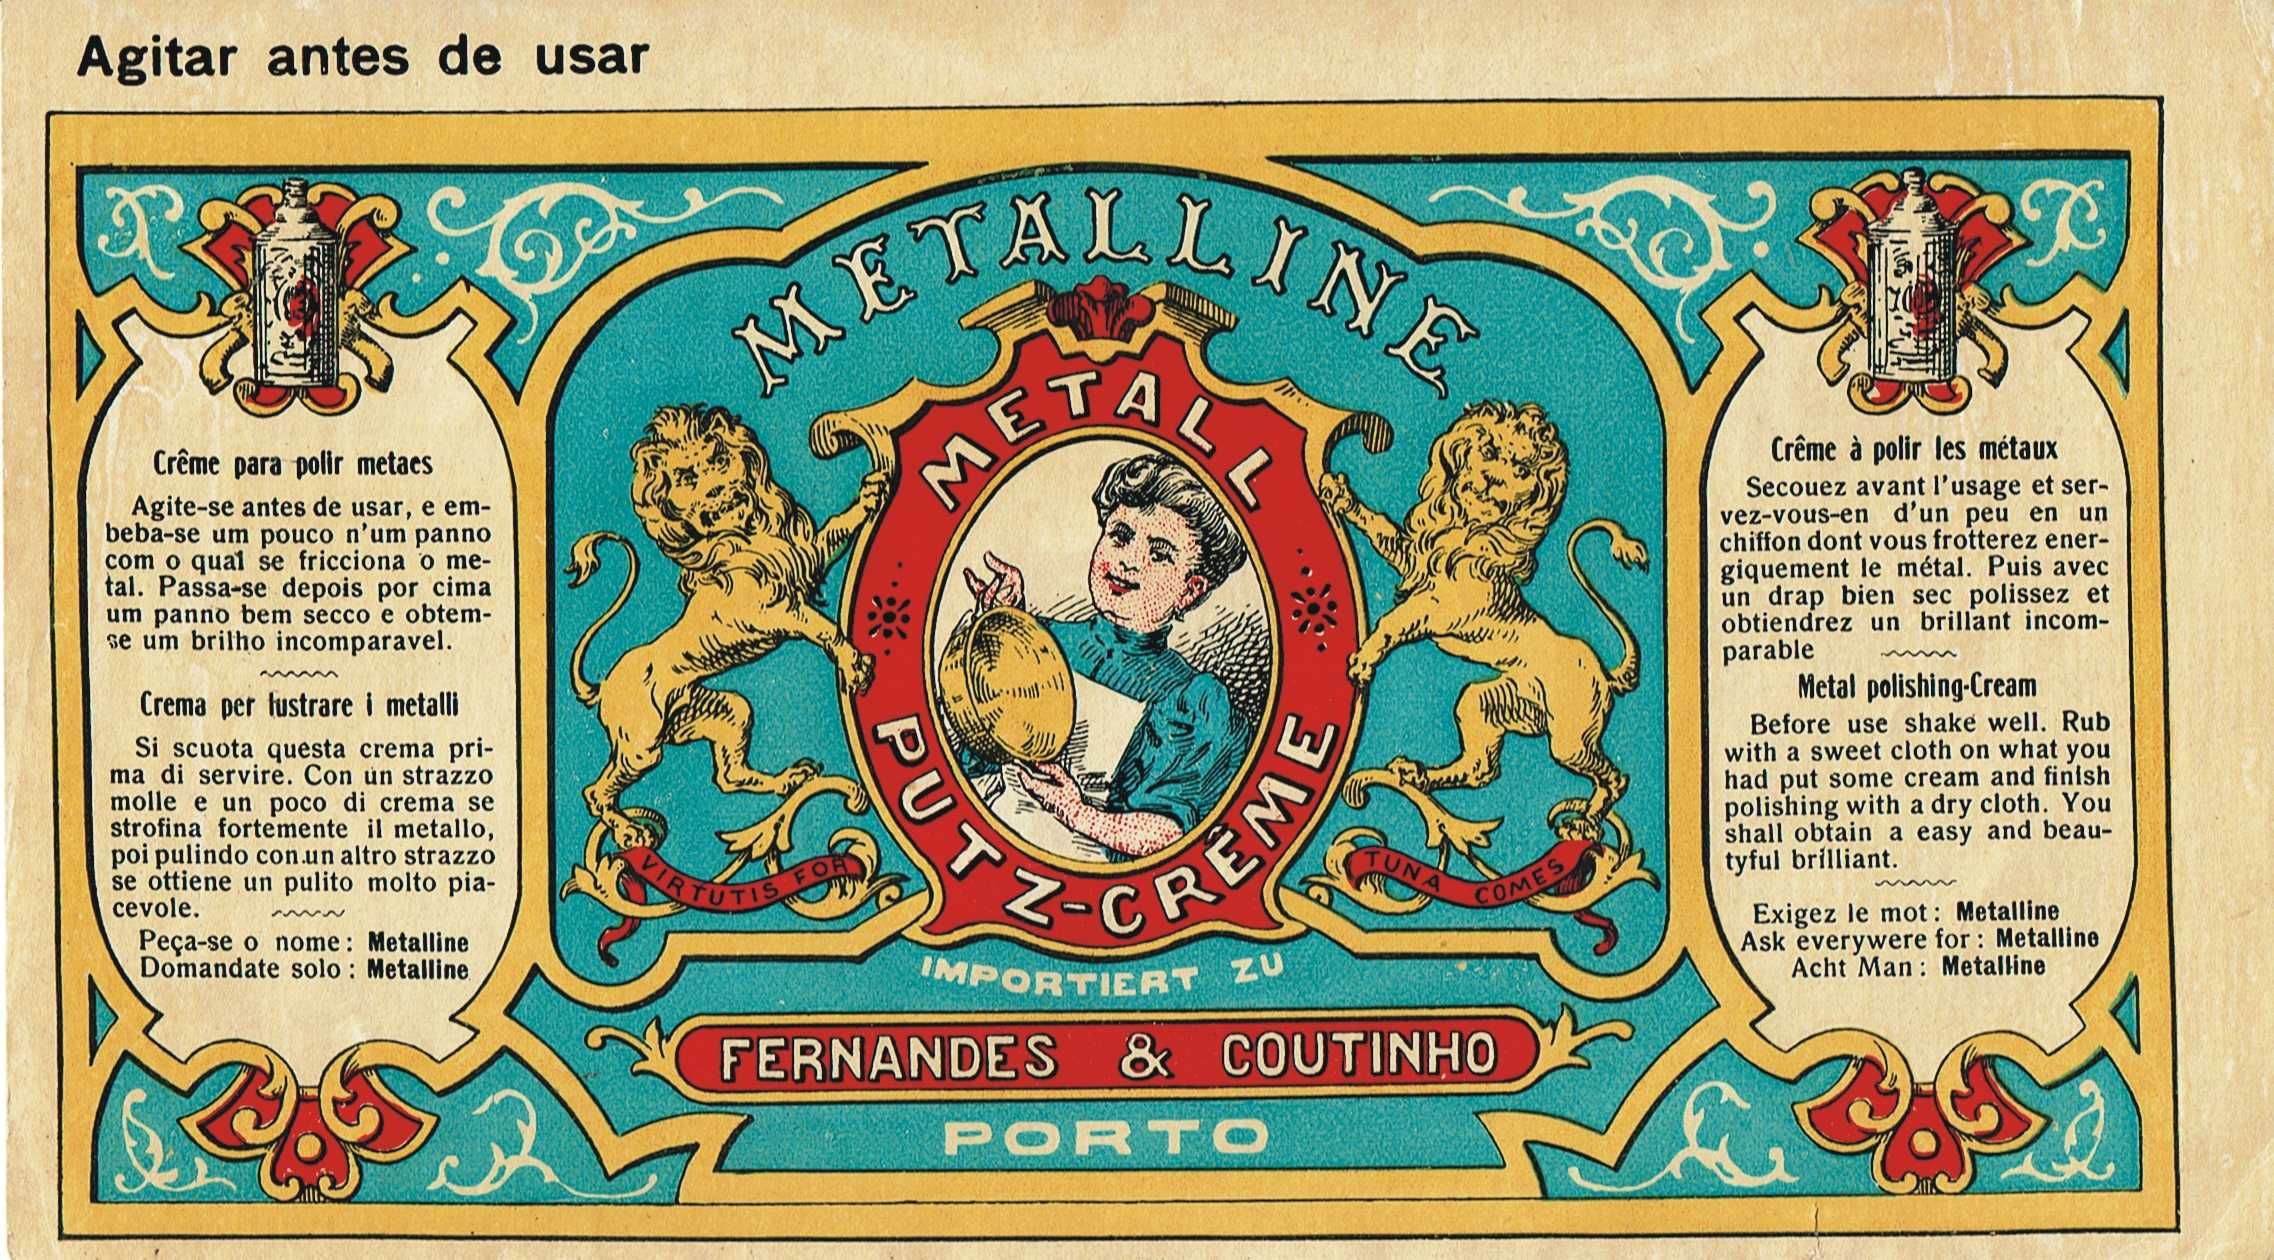 Agitar antes de usar
METALLINE
METALL
PUTZ-CRÊME
VIRTUTIS FOR
TUNA COMES
IMPORTIERT ZU
FERNANDES & COUTINHO
PORTO
Crême para polir metaes
Agite-se antes de usar, e em-
beba-se um pouco n'um panno
com o qual se fricciona o me-
tal. Passa-se depois por cima
um panno bem secco e obtem-
se um brilho incomparavel.
Crema per lustrare i metalli
Si scuota questa crema pri-
ma di servire. Con un strazzo
molle e un poco di crema se
strofina fortemente il metallo,
poi pulindo con un altro strazzo
se ottiene un pulito molto pia-
cevole.
Peça-se o nome: Metalline
Domandate solo: Metalline
Crême à polir les métaux
Secouez avant l'usage et ser-
vez-vous-en d'un peu en un
chiffon dont vous frotterez ener-
giquement le métal. Puis avec
un drap bien sec polissez et
obtiendrez un brillant incom-
parable
Metal polishing-Cream
Before use shake well. Rub
with a sweet cloth on what you
had put some cream and finish
polishing with a dry cloth. You
shall obtain a easy and beau-
tyful brilliant.
Exigez le mot: Metalline
Ask everywere for: Metalline
Acht Man: Metalline